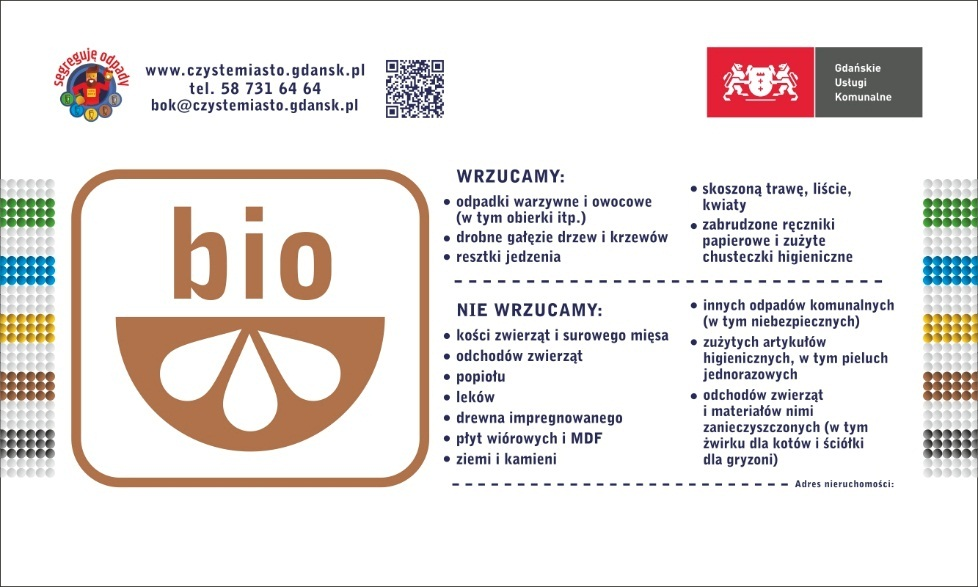 segreguję odpady
www.czystemiasto.gdansk.pl
tel. 58 731 64 64
bok@czystemiasto.gdansk.pl
Gdańskie
Usługi
Komunalne
bio
WRZUCAMY:
• odpadki warzywne i owocowe
(w tym obierki itp.)
• drobne gałęzie drzew i krzewów
• resztki jedzenia
• skoszoną trawę, liście,
kwiaty
• zabrudzone ręczniki
papierowe i zużyte
chusteczki higieniczne
NIE WRZUCAMY:
• kości zwierząt i surowego mięsa
• odchodów zwierząt
• popiołu
• leków
• drewna impregnowanego
• płyt wiórowych i MDF
• ziemi i kamieni
• innych odpadów komunalnych
(w tym niebezpiecznych)
• zużytych artykułów
higienicznych, w tym pieluch
jednorazowych
• odchodów zwierząt
i materiałów nimi
zanieczyszczonych (w tym
żwirku dla kotów i ściółki
dla gryzoni)
Adres nieruchomości: